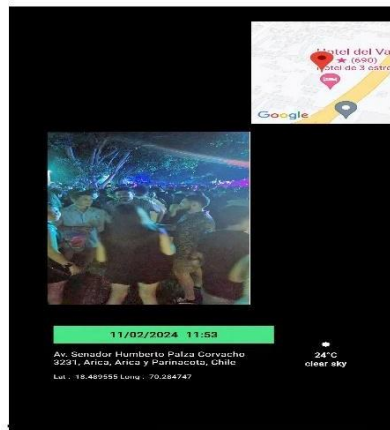 Hotel del Va
★ (690)
Hotel de 3 estre
Google
11/02/2024 11:53
Av. Senador Humberto Palza Corvacho
3231, Arica, Arica y Parinacota, Chile
Lat : 18.489555 Long : 70.284747
24°C
clear sky